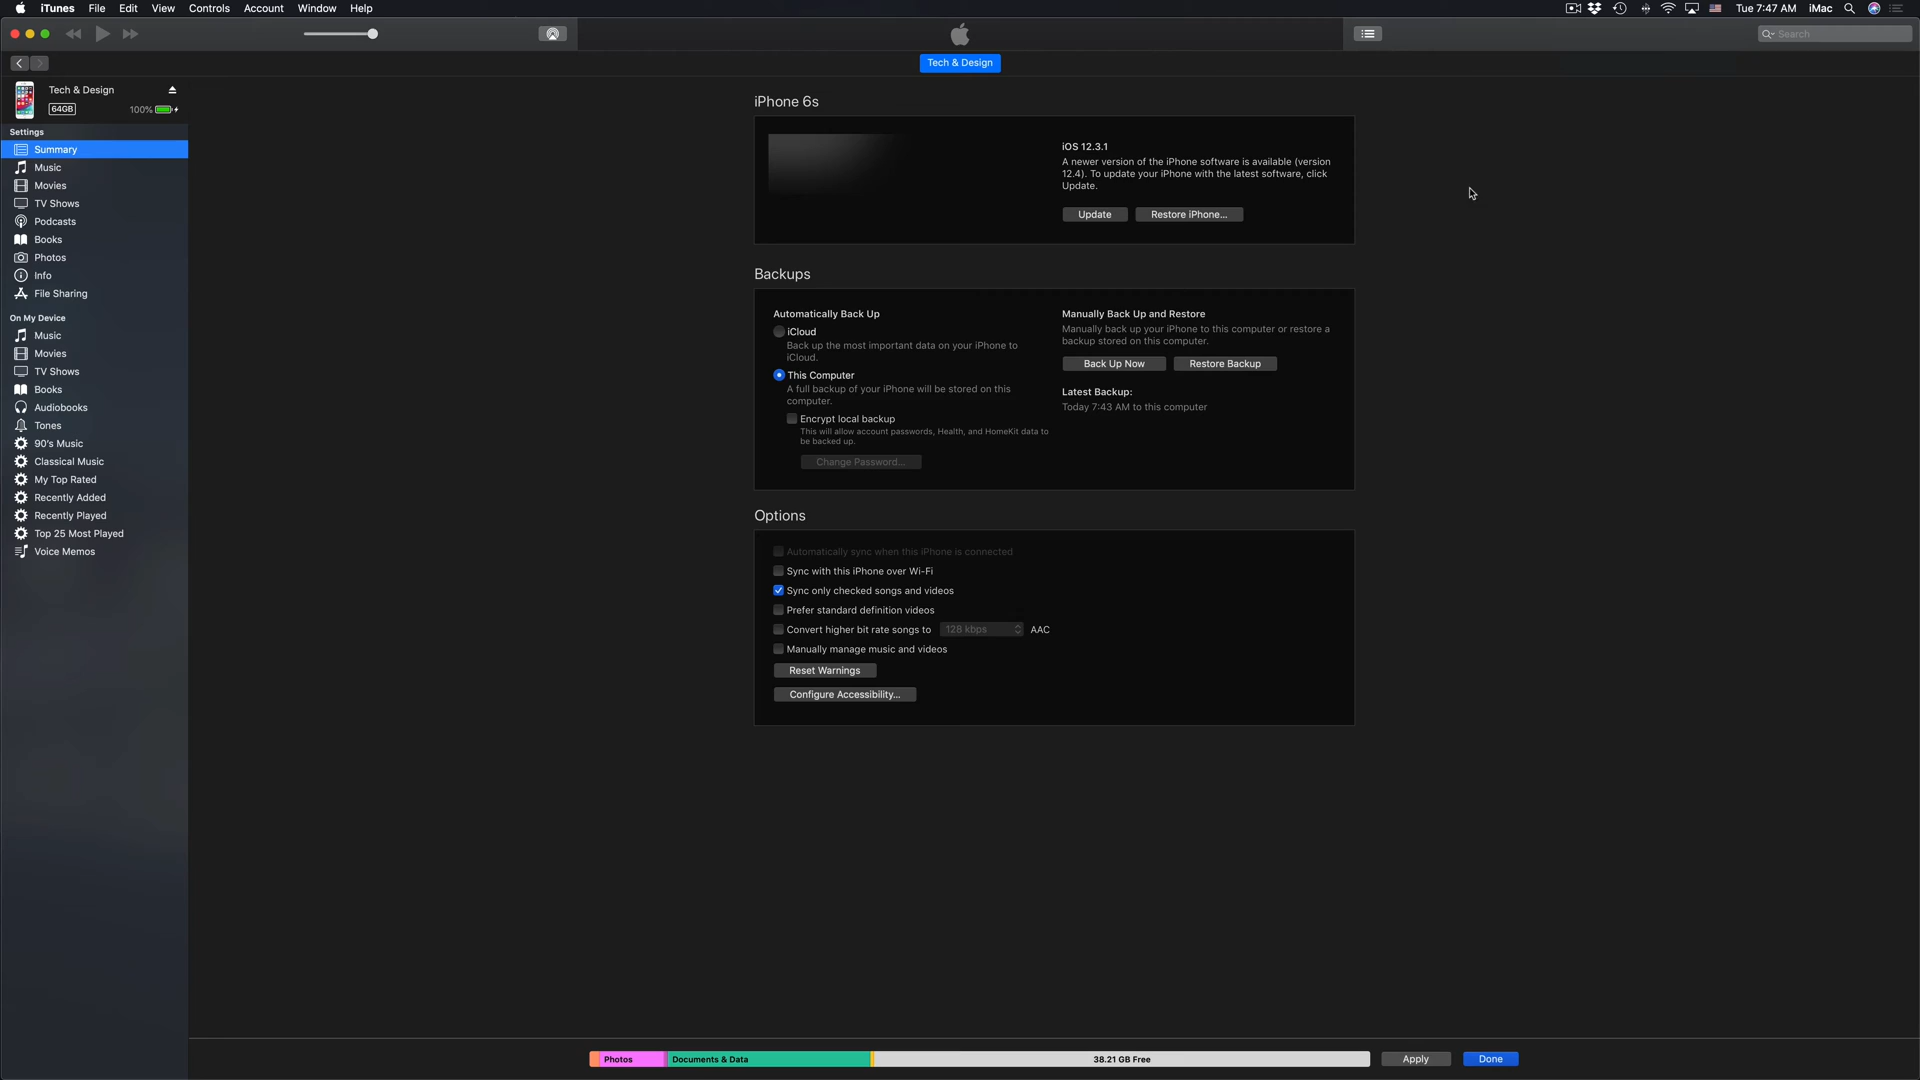 iTunes File Edit View Controls Account Window Help Tue 7:47 AM iMac
Search
Tech & Design
Tech & Design
64GB 100%
Settings
Summary
Music
Movies
TV Shows
Podcasts
Books
Photos
Info
File Sharing
On My Device
Music
Movies
TV Shows
Books
Audiobooks
Tones
90's Music
Classical Music
My Top Rated
Recently Added
Recently Played
Top 25 Most Played
Voice Memos
iPhone 6s
iOS 12.3.1
A newer version of the iPhone software is available (version
12.4). To update your iPhone with the latest software, click
Update.
Update Restore iPhone...
Backups
Automatically Back Up
iCloud
Back up the most important data on your iPhone to
iCloud.
This Computer
A full backup of your iPhone will be stored on this
computer.
Encrypt local backup
This will allow account passwords, Health, and HomeKit data to
be backed up.
Change Password...
Manually Back Up and Restore
Manually back up your iPhone to this computer or restore a
backup stored on this computer.
Back Up Now Restore Backup
Latest Backup:
Today 7:43 AM to this computer
Options
Automatically sync when this iPhone is connected
Sync with this iPhone over Wi-Fi
Sync only checked songs and videos
Prefer standard definition videos
Convert higher bit rate songs to 128 kbps AAC
Manually manage music and videos
Reset Warnings
Configure Accessibility...
Photos Documents & Data 38.21 GB Free Apply Done